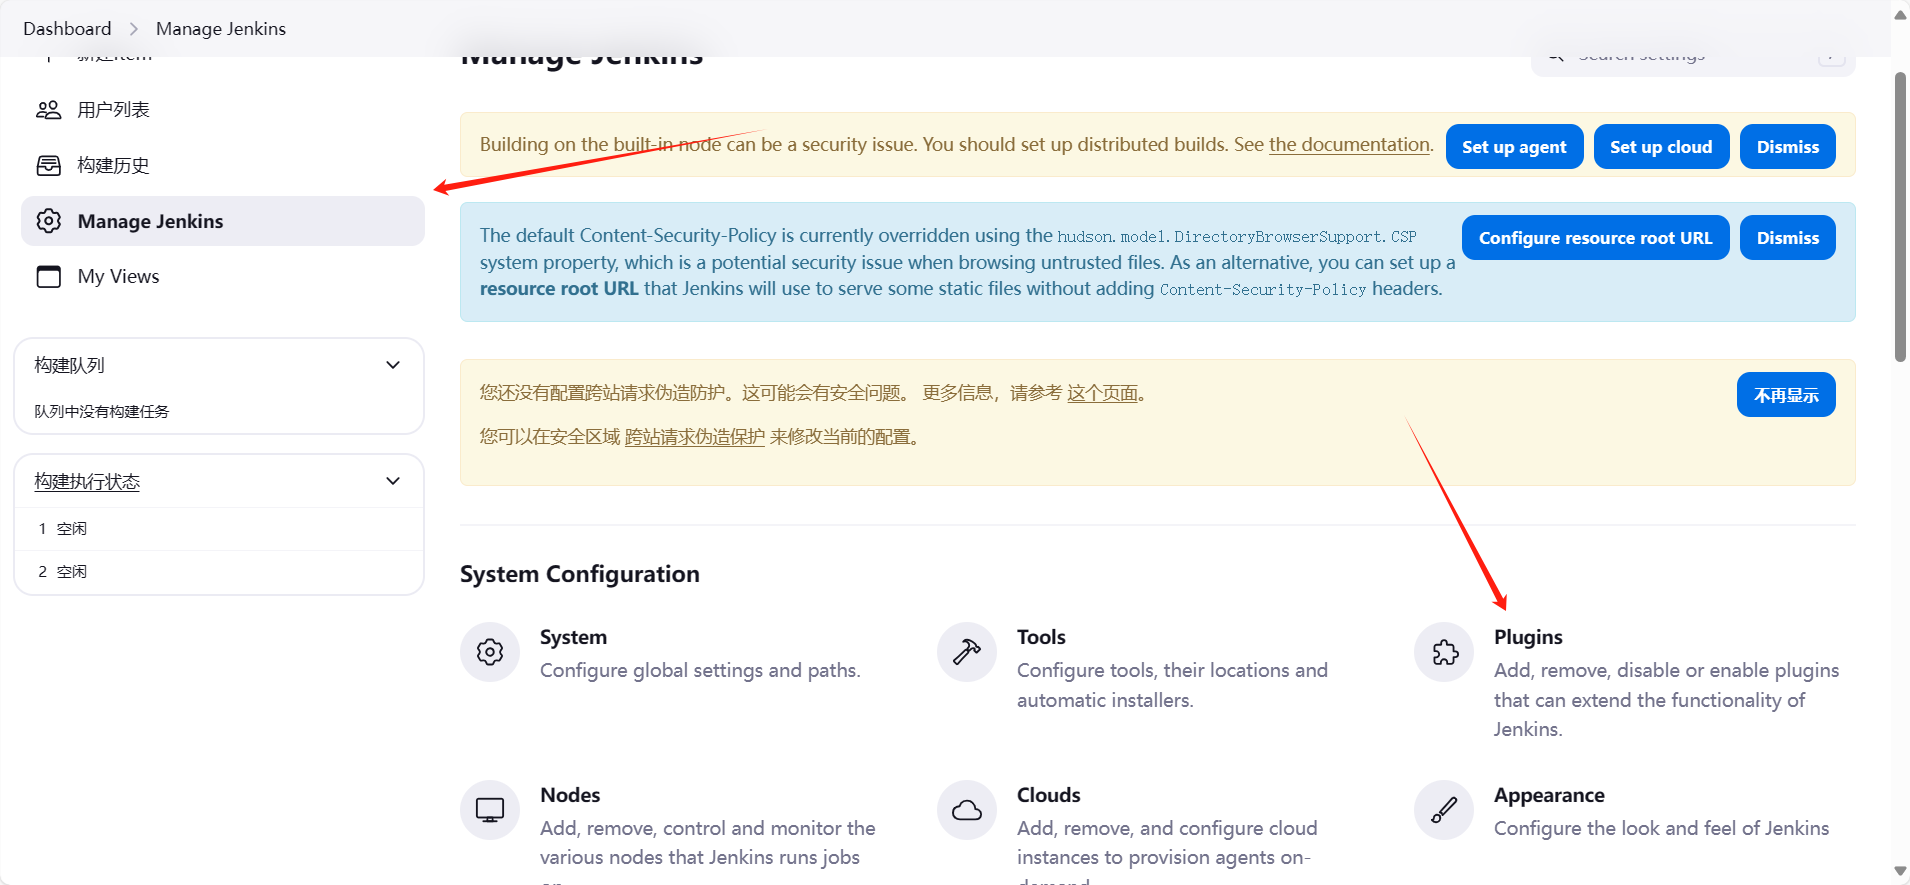 Dashboard
Manage Jenkins
新建Item
Manage Jenkins
Search settings
用户列表
构建历史
Manage Jenkins
My Views
构建队列
队列中没有构建任务
构建执行状态
1 空闲
2 空闲
Building on the built-in node can be a security issue. You should set up distributed builds. See the documentation.
Set up agent
Set up cloud
Dismiss
The default Content-Security-Policy is currently overridden using the hudson.model.DirectoryBrowserSupport.CSP
system property, which is a potential security issue when browsing untrusted files. As an alternative, you can set up a
resource root URL that Jenkins will use to serve some static files without adding Content-Security-Policy headers.
Configure resource root URL
Dismiss
您还没有配置跨站请求伪造防护。这可能会有安全问题。 更多信息，请参考 这个页面。
您可以在安全区域 跨站请求伪造保护 来修改当前的配置。
不再显示
System Configuration
System
Configure global settings and paths.
Tools
Configure tools, their locations and
automatic installers.
Plugins
Add, remove, disable or enable plugins
that can extend the functionality of
Jenkins.
Nodes
Add, remove, control and monitor the
various nodes that Jenkins runs jobs
on.
Clouds
Add, remove, and configure cloud
instances to provision agents on-
demand.
Appearance
Configure the look and feel of Jenkins